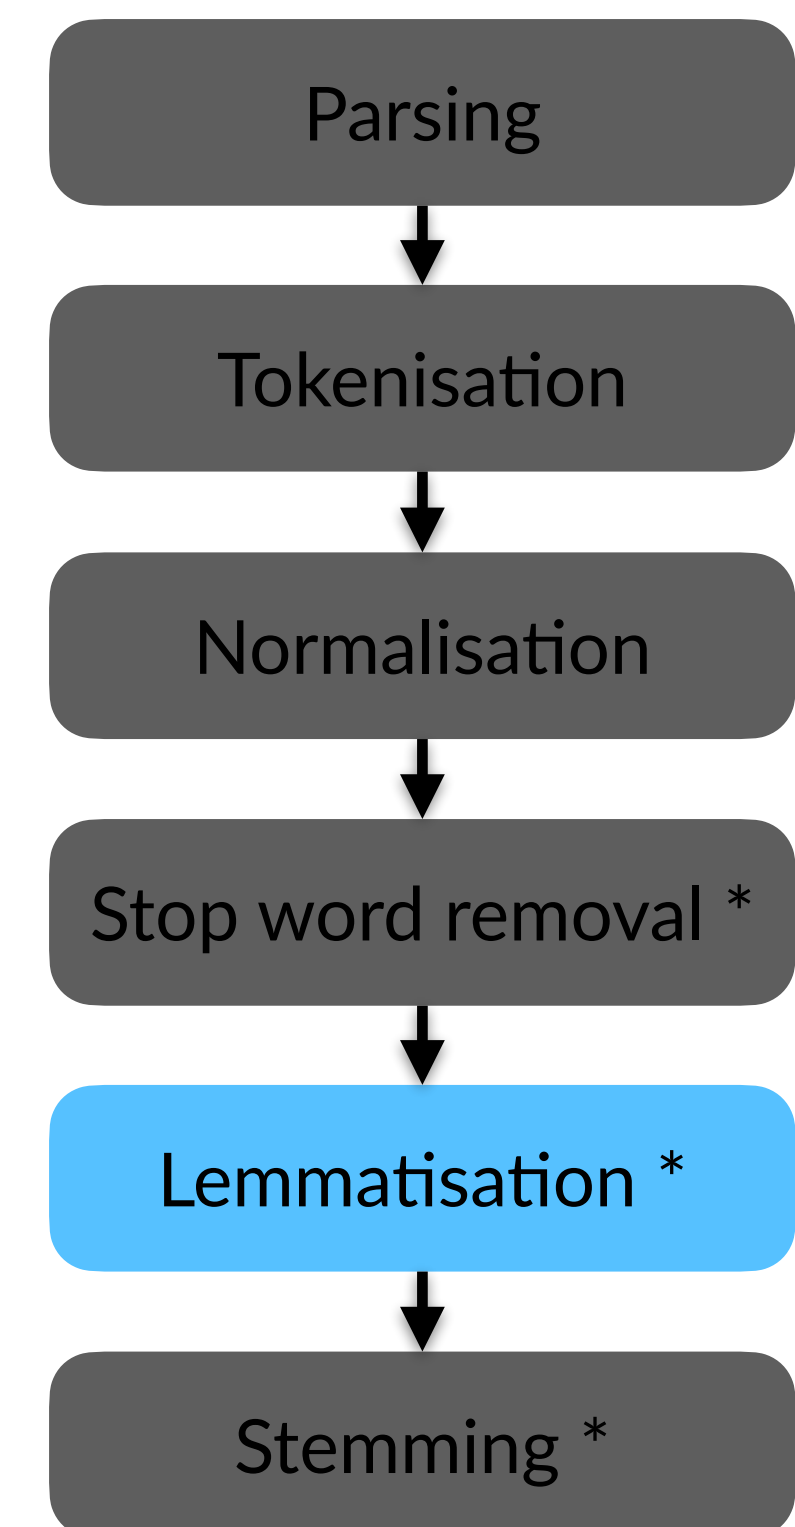 Parsing
Tokenisation
Normalisation
Stop word removal *
Lemmatisation *
Stemming *